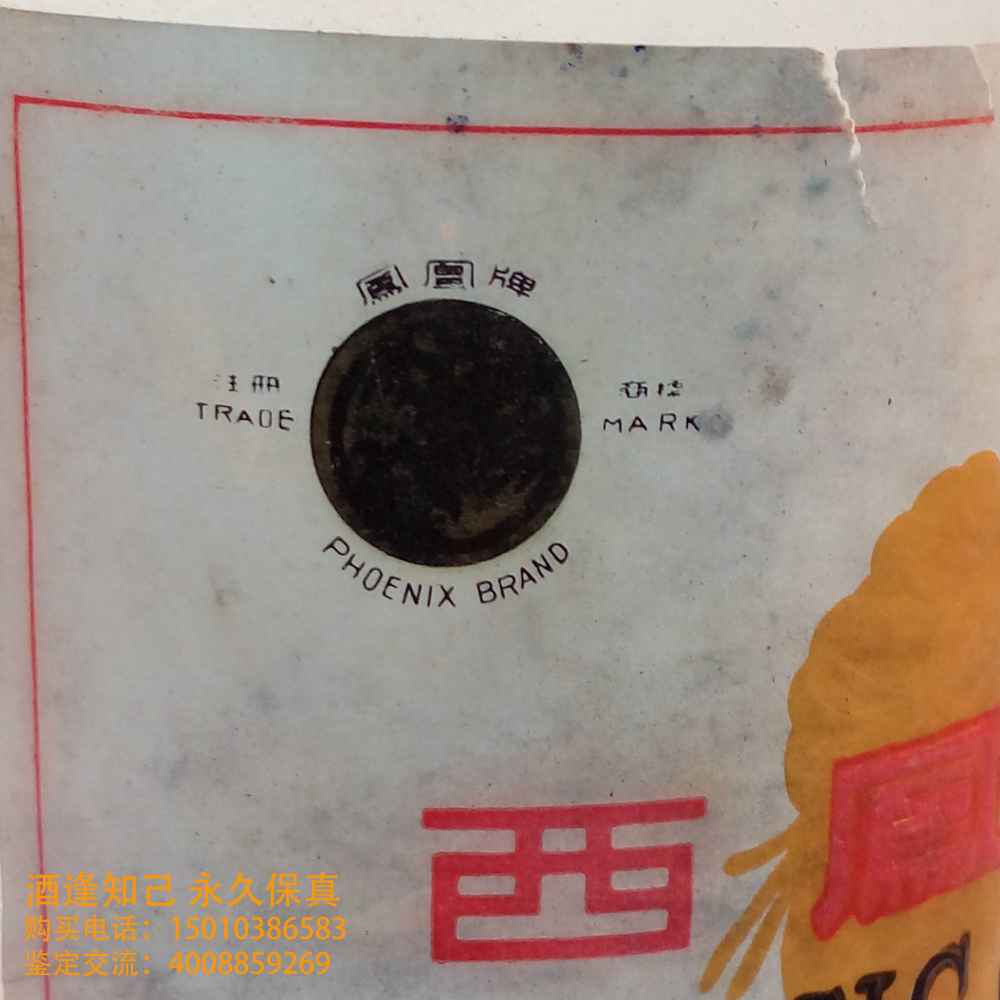 鳳凰牌
注册 商标
TRADE MARK
PHOENIX BRAND
西
酒逢知己 永久保真
购买电话：15010386583
鉴定交流：4008859269